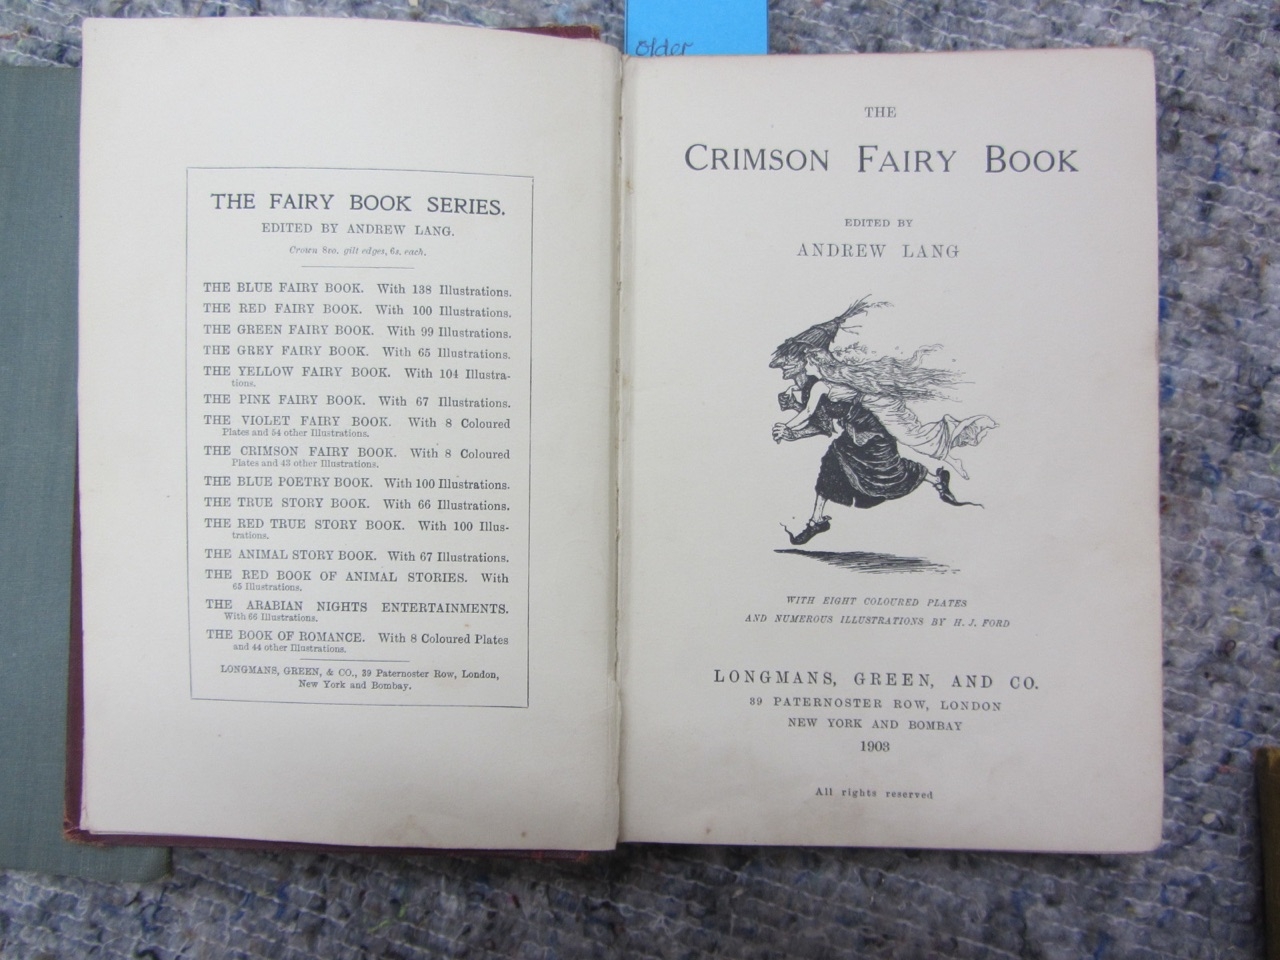 older
THE FAIRY BOOK SERIES.
EDITED BY ANDREW LANG.
Crown 8vo. gilt edges, 6s. each.
THE BLUE FAIRY BOOK. With 138 Illustrations.
THE RED FAIRY BOOK. With 100 Illustrations.
THE GREEN FAIRY BOOK. With 99 Illustrations.
THE GREY FAIRY BOOK. With 65 Illustrations.
THE YELLOW FAIRY BOOK. With 104 Illustra-
tions.
THE PINK FAIRY BOOK. With 67 Illustrations.
THE VIOLET FAIRY BOOK. With 8 Coloured
Plates and 54 other Illustrations.
THE CRIMSON FAIRY BOOK. With 8 Coloured
Plates and 43 other Illustrations.
THE BLUE POETRY BOOK. With 100 Illustrations.
THE TRUE STORY BOOK. With 66 Illustrations.
THE RED TRUE STORY BOOK. With 100 Illus-
trations.
THE ANIMAL STORY BOOK. With 67 Illustrations.
THE RED BOOK OF ANIMAL STORIES. With
65 Illustrations.
THE ARABIAN NIGHTS ENTERTAINMENTS.
With 66 Illustrations.
THE BOOK OF ROMANCE. With 8 Coloured Plates
and 44 other Illustrations.
LONGMANS, GREEN, & CO., 39 Paternoster Row, London,
New York and Bombay.
THE
CRIMSON FAIRY BOOK
EDITED BY
ANDREW LANG
WITH EIGHT COLOURED PLATES
AND NUMEROUS ILLUSTRATIONS BY H. J. FORD
LONGMANS, GREEN, AND CO.
39 PATERNOSTER ROW, LONDON
NEW YORK AND BOMBAY
1903
All rights reserved